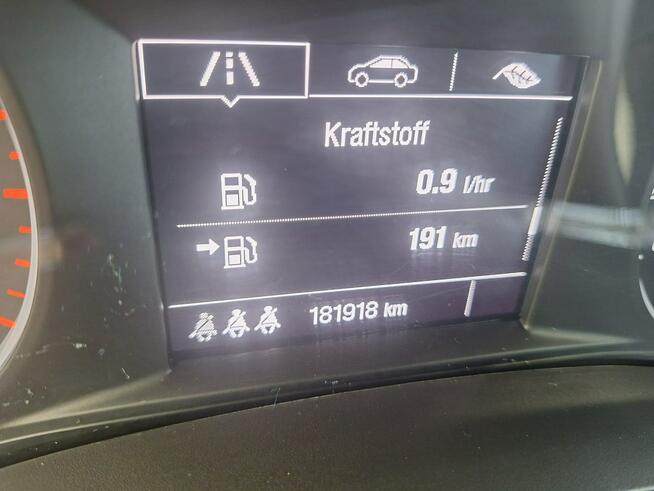 Kraftstoff
0.9 l/hr
191 km
181918 km